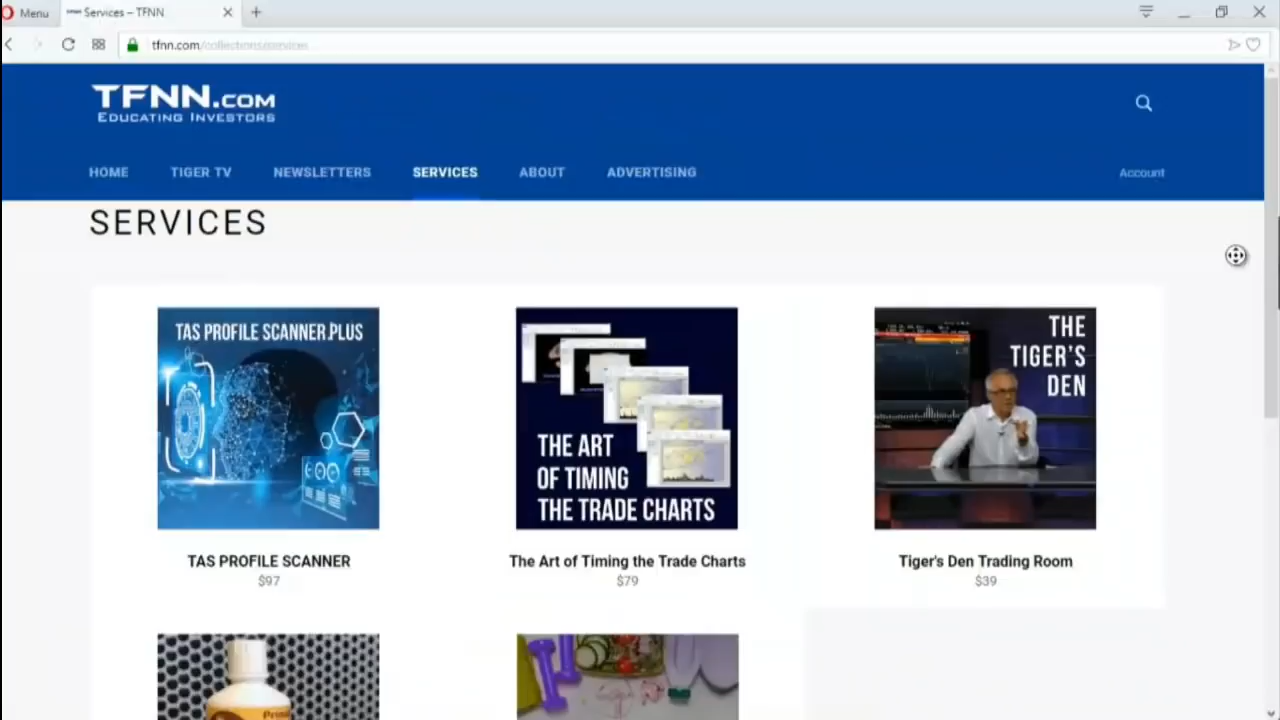 Menu
Services – TFNN
tfnn.com/collections/services
TFNN.COM
EDUCATING INVESTORS
HOME TIGER TV NEWSLETTERS SERVICES ABOUT ADVERTISING Account
SERVICES
TAS PROFILE SCANNER PLUS
THE ART
OF TIMING
THE TRADE CHARTS
THE
TIGER'S
DEN
TAS PROFILE SCANNER
$97
The Art of Timing the Trade Charts
$79
Tiger's Den Trading Room
$39